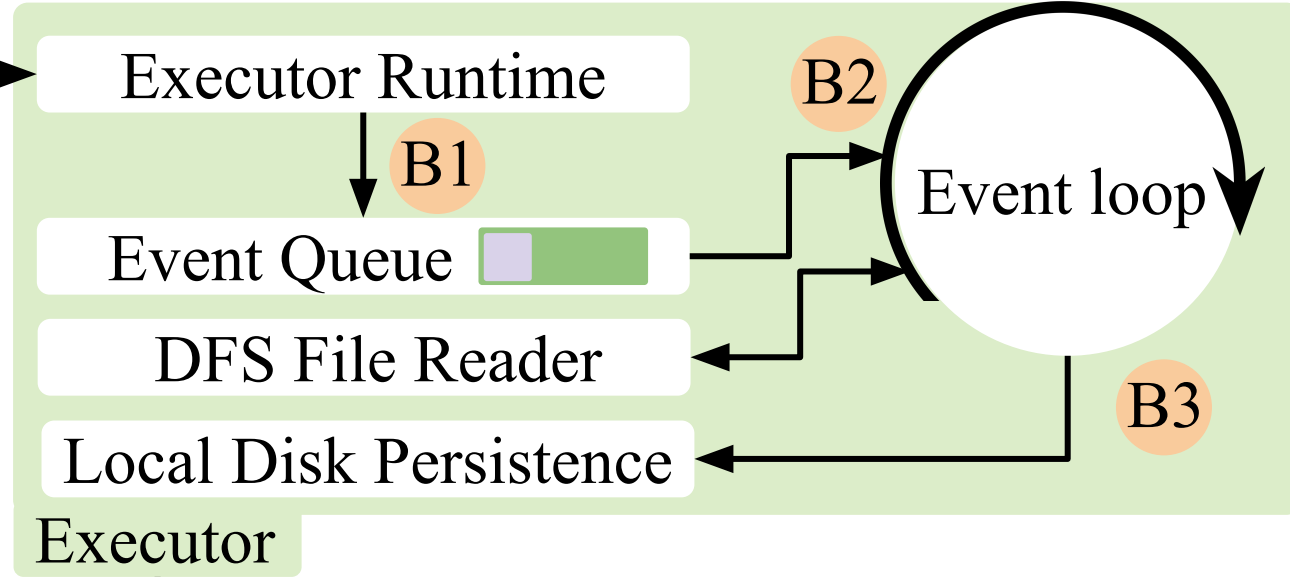 Executor Runtime
B1
B2
Event loop
Event Queue
DFS File Reader
B3
Local Disk Persistence
Executor